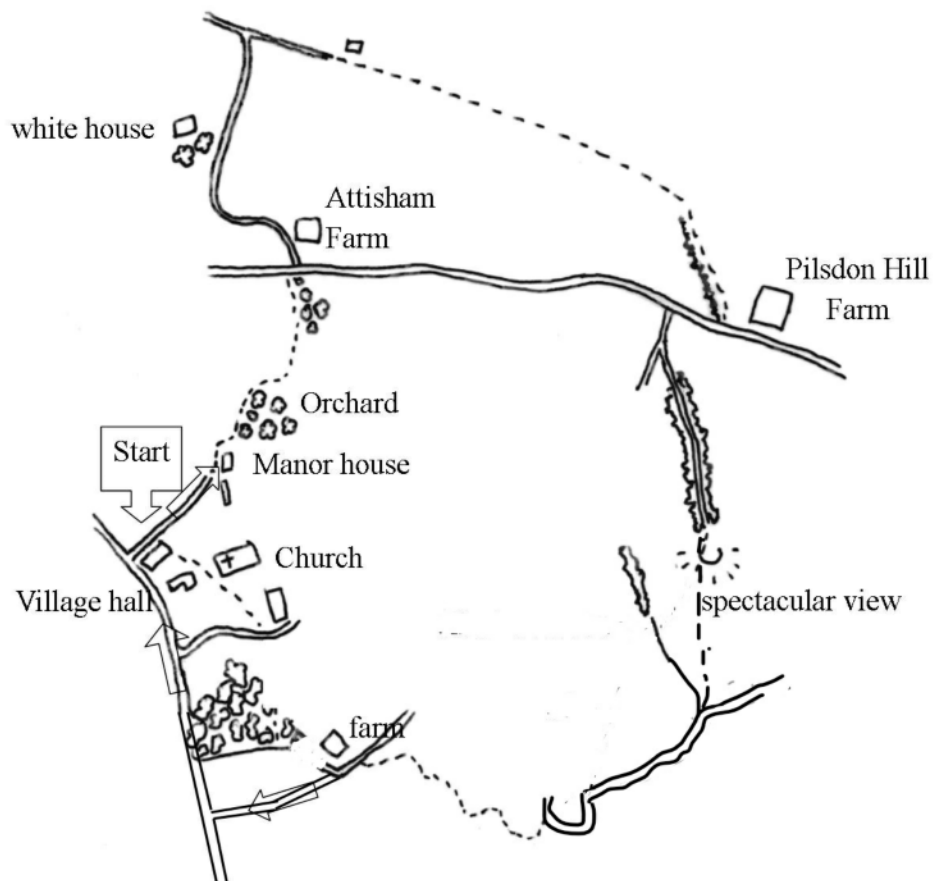 white house
Attisham
Farm
Pilsdon Hill
Farm
Orchard
Start
Manor house
Church
Village hall
spectacular view
farm